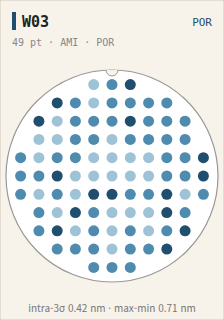 W03 POR
49 pt · AMI · POR
intra-3σ 0.42 nm · max-min 0.71 nm